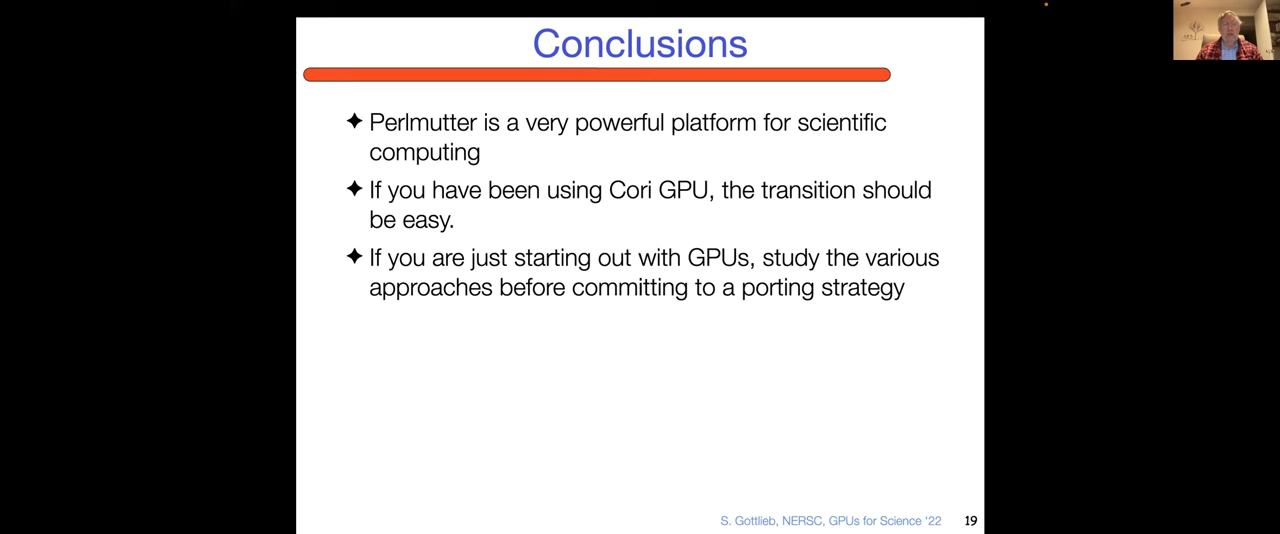 Conclusions
✦ Perlmutter is a very powerful platform for scientific
computing
✦ If you have been using Cori GPU, the transition should
be easy.
✦ If you are just starting out with GPUs, study the various
approaches before committing to a porting strategy
S. Gottlieb, NERSC, GPUs for Science ‘22 19